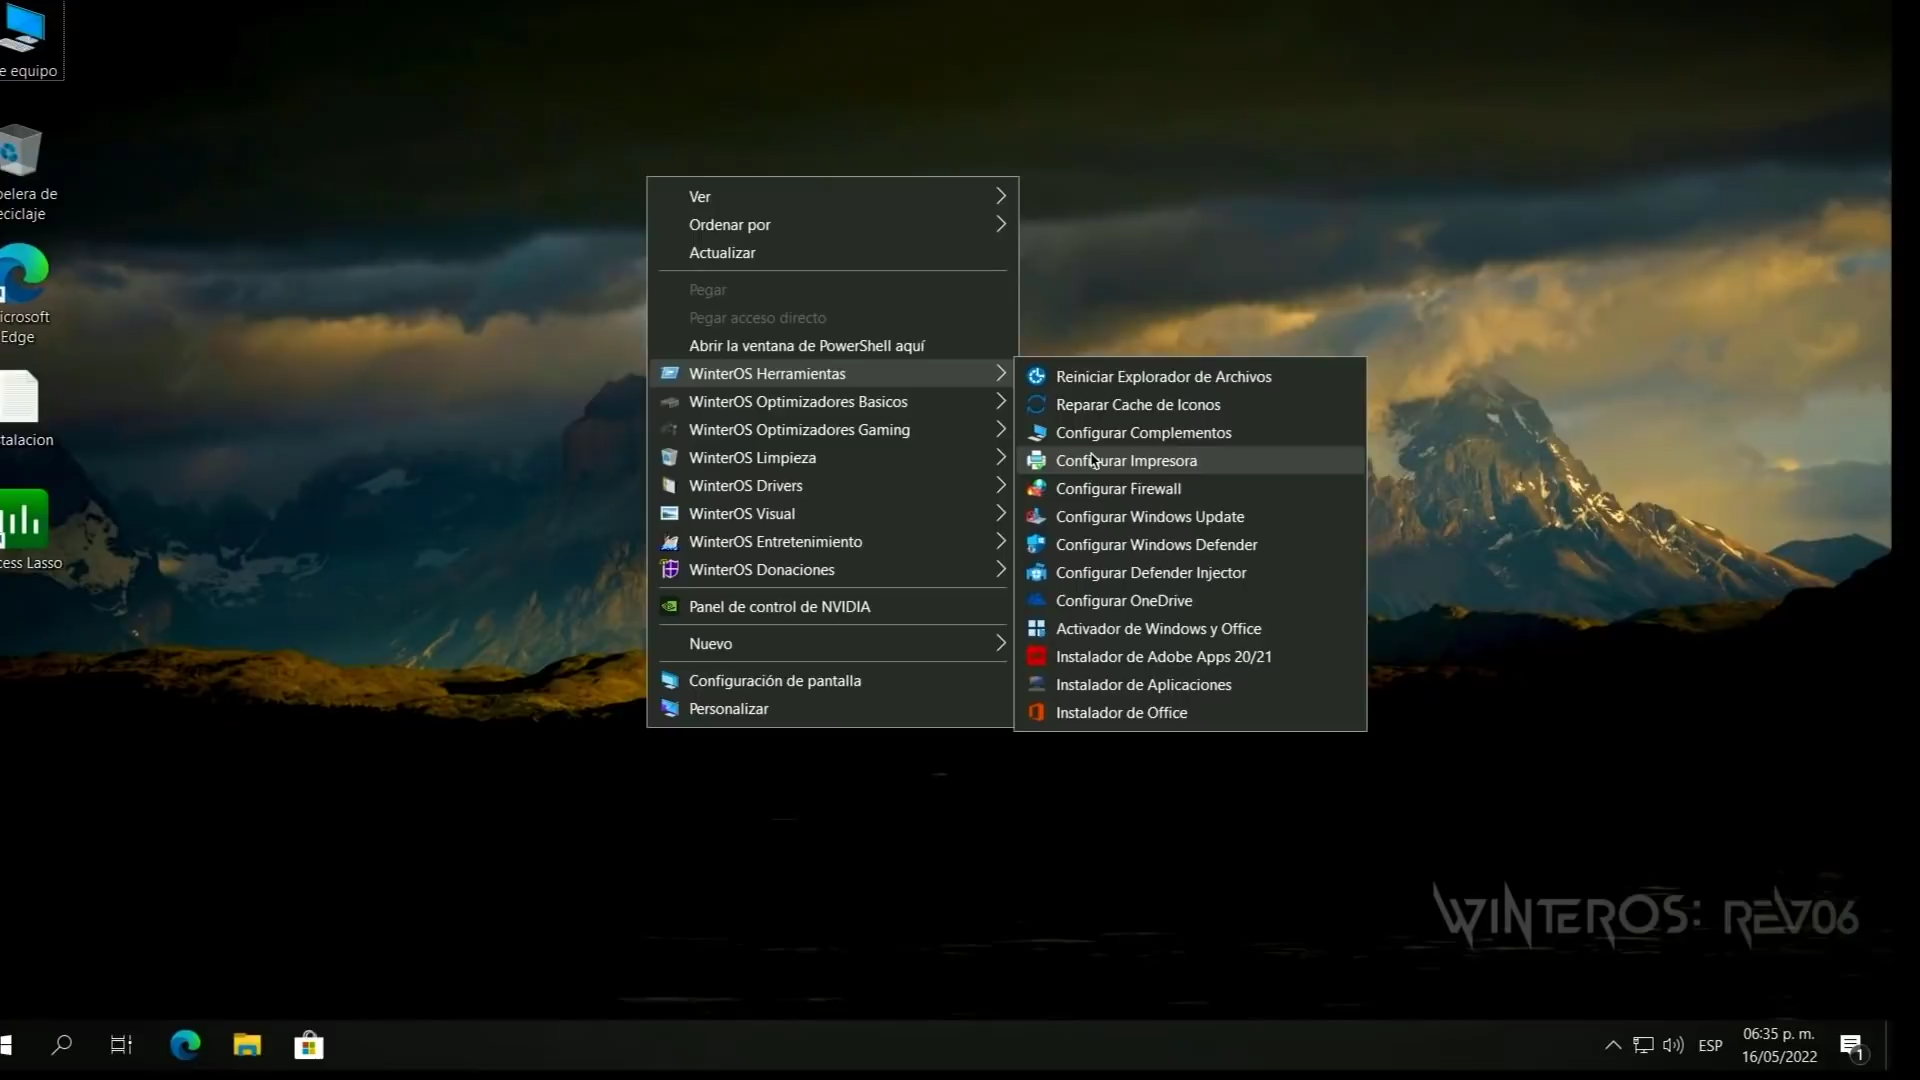 e equipo
pelera de
eciclaje
icrosoft
Edge
stalacion
cess Lasso
Ver
Ordenar por
Actualizar
Pegar
Pegar acceso directo
Abrir la ventana de PowerShell aquí
WinterOS Herramientas
WinterOS Optimizadores Basicos
WinterOS Optimizadores Gaming
WinterOS Limpieza
WinterOS Drivers
WinterOS Visual
WinterOS Entretenimiento
WinterOS Donaciones
Panel de control de NVIDIA
Nuevo
Configuración de pantalla
Personalizar
Reiniciar Explorador de Archivos
Reparar Cache de Iconos
Configurar Complementos
Configurar Impresora
Configurar Firewall
Configurar Windows Update
Configurar Windows Defender
Configurar Defender Injector
Configurar OneDrive
Activador de Windows y Office
Instalador de Adobe Apps 20/21
Instalador de Aplicaciones
Instalador de Office
WINTEROS: REV06
ESP
06:35 p. m.
16/05/2022
1